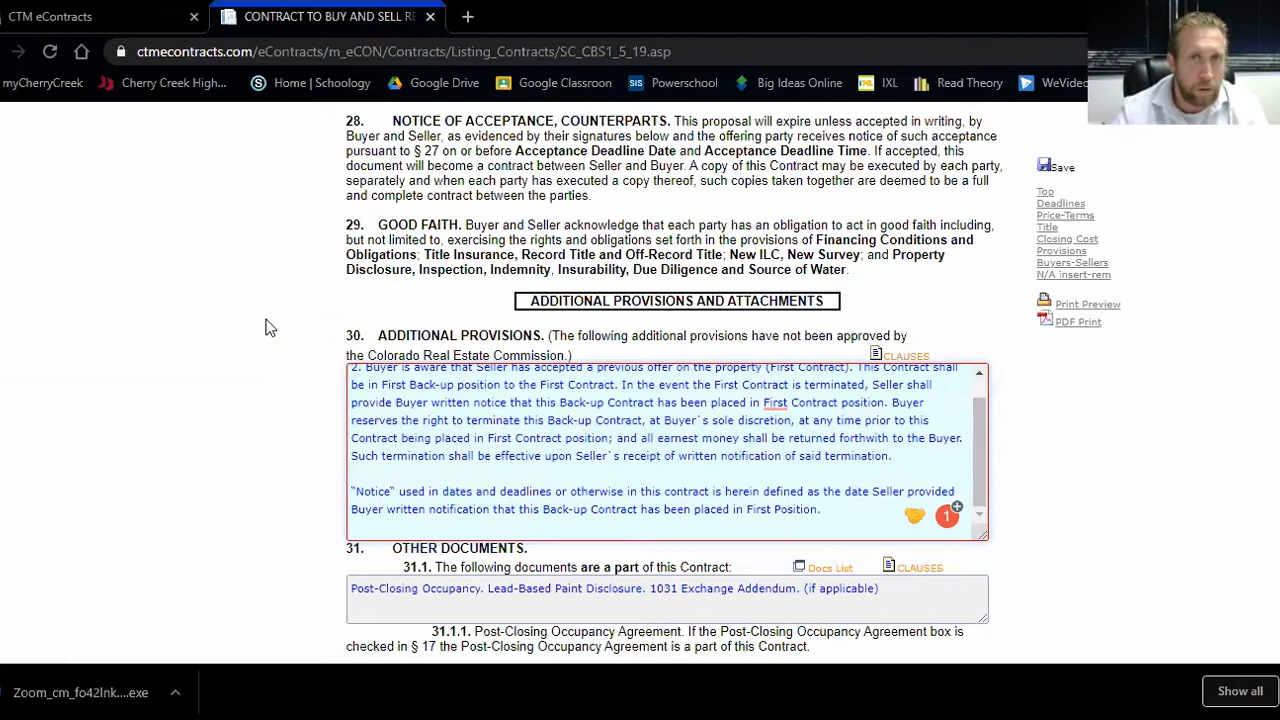 CTM eContracts
CONTRACT TO BUY AND SELL RE
ctmecontracts.com/eContracts/m_eCON/Contracts/Listing_Contracts/SC_CBS1_5_19.asp
myCherryCreek
Cherry Creek High...
Home | Schoology
Google Drive
SIS
Powerschool
Big Ideas Online
IXL
Read Theory
WeVideo
28. NOTICE OF ACCEPTANCE, COUNTERPARTS. This proposal will expire unless accepted in writing, by
Buyer and Seller, as evidenced by their signatures below and the offering party receives notice of such acceptance
pursuant to § 27 on or before Acceptance Deadline Date and Acceptance Deadline Time. If accepted, this
document will become a contract between Seller and Buyer. A copy of this Contract may be executed by each party,
separately and when each party has executed a copy thereof, such copies taken together are deemed to be a full
and complete contract between the parties.
29. GOOD FAITH. Buyer and Seller acknowledge that each party has an obligation to act in good faith including,
but not limited to, exercising the rights and obligations set forth in the provisions of Financing Conditions and
Obligations; Title Insurance, Record Title and Off-Record Title; New ILC, New Survey; and Property
Disclosure, Inspection, Indemnity, Insurability, Due Diligence and Source of Water.
ADDITIONAL PROVISIONS AND ATTACHMENTS
30. ADDITIONAL PROVISIONS. (The following additional provisions have not been approved by
the Colorado Real Estate Commission.)
CLAUSES
2. Buyer is aware that Seller has accepted a previous offer on the property (First Contract). This Contract shall
be in First Back-up position to the First Contract. In the event the First Contract is terminated, Seller shall
provide Buyer written notice that this Back-up Contract has been placed in First Contract position. Buyer
reserves the right to terminate this Back-up Contract, at Buyer`s sole discretion, at any time prior to this
Contract being placed in First Contract position; and all earnest money shall be returned forthwith to the Buyer.
Such termination shall be effective upon Seller`s receipt of written notification of said termination.
"Notice" used in dates and deadlines or otherwise in this contract is herein defined as the date Seller provided
Buyer written notification that this Back-up Contract has been placed in First Position.
1
31. OTHER DOCUMENTS.
31.1. The following documents are a part of this Contract:
Docs List
CLAUSES
Post-Closing Occupancy. Lead-Based Paint Disclosure. 1031 Exchange Addendum. (if applicable)
31.1.1. Post-Closing Occupancy Agreement. If the Post-Closing Occupancy Agreement box is
checked in § 17 the Post-Closing Occupancy Agreement is a part of this Contract.
Save
Top
Deadlines
Price-Terms
Title
Closing Cost
Provisions
Buyers-Sellers
N/A insert-rem
Print Preview
PDF Print
Zoom_cm_fo42lnk....exe
Show all